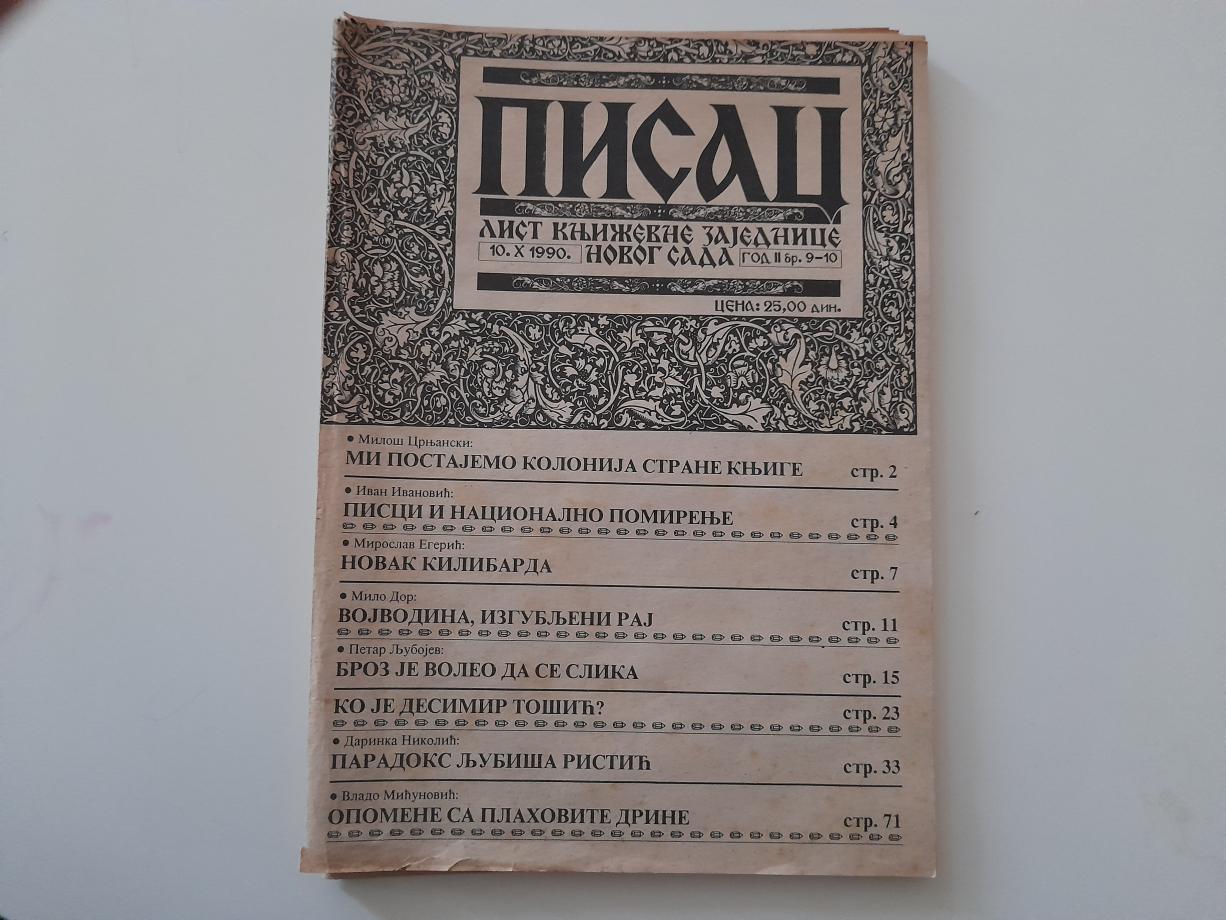 ПИСАЦ
ЛИСТ КЊИЖЕВНЕ ЗАЈЕДНИЦЕ
10. X 1990. НОВОГ САДА ГОД II бр. 9–10
ЦЕНА: 25,00 дин.
• Милош Црњански:
МИ ПОСТАЈЕМО КОЛОНИЈА СТРАНЕ КЊИГЕ стр. 2
• Иван Ивановић:
ПИСЦИ И НАЦИОНАЛНО ПОМИРЕЊЕ стр. 4
• Мирослав Егерић:
НОВАК КИЛИБАРДА стр. 7
• Мило Дор:
ВОЈВОДИНА, ИЗГУБЉЕНИ РАЈ стр. 11
• Петар Љубојев:
БРОЗ ЈЕ ВОЛЕО ДА СЕ СЛИКА стр. 15
КО ЈЕ ДЕСИМИР ТОШИЋ? стр. 23
• Даринка Николић:
ПАРАДОКС ЉУБИША РИСТИЋ стр. 33
• Владо Мићуновић:
ОПОМЕНЕ СА ПЛАХОВИТЕ ДРИНЕ стр. 71